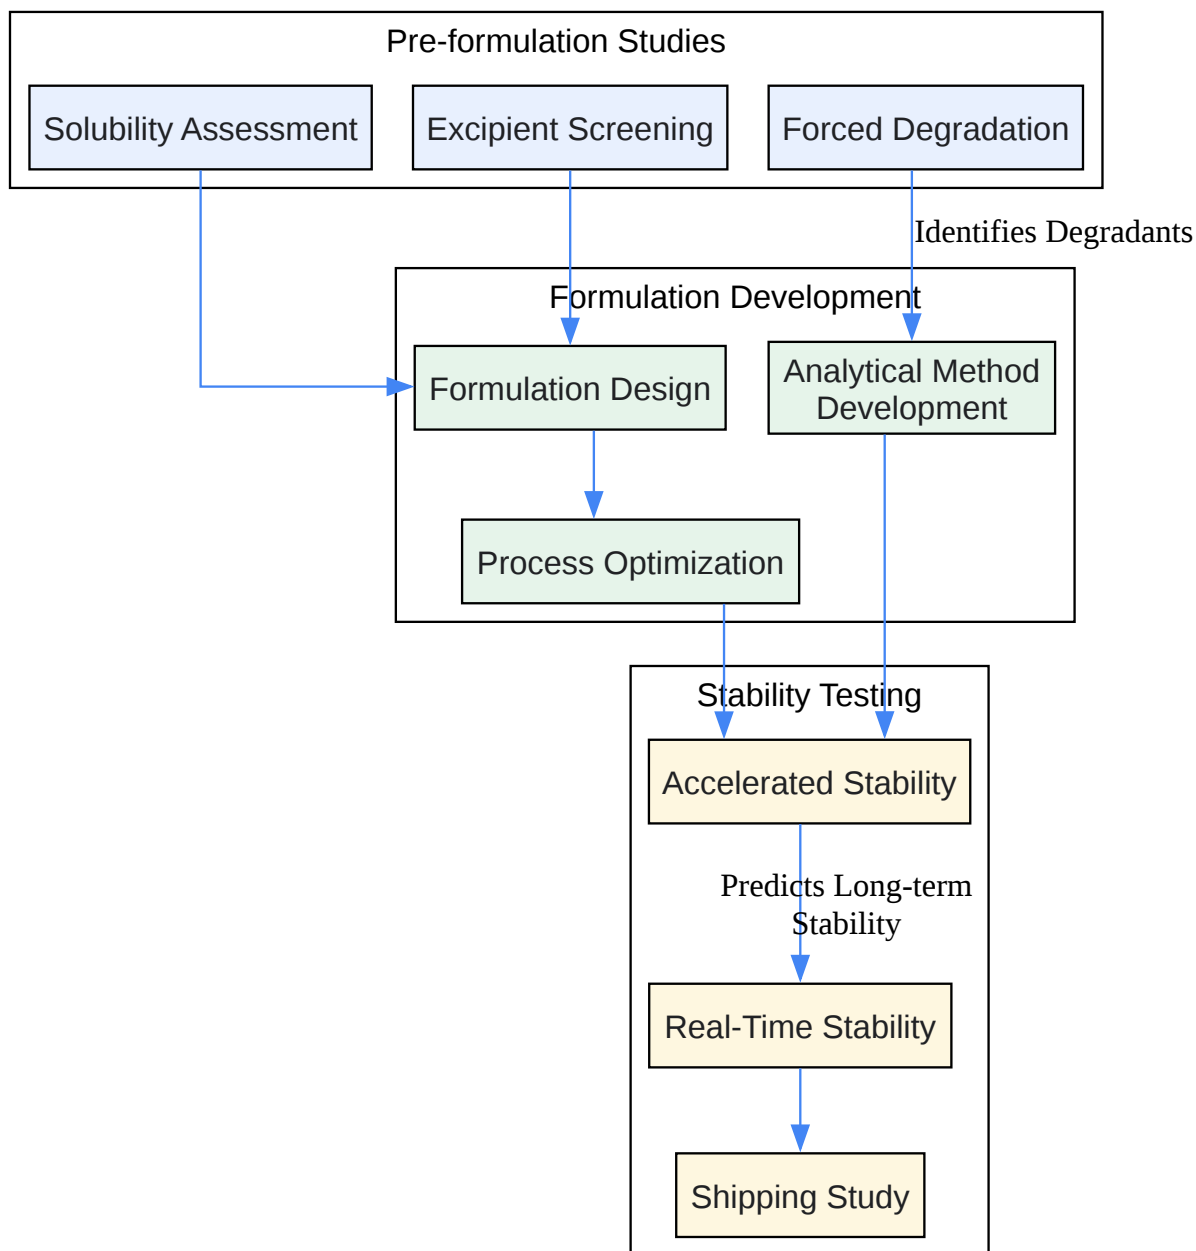 Pre-formulation Studies
Solubility Assessment
Excipient Screening
Forced Degradation
Identifies Degradants
Formulation Development
Formulation Design
Analytical Method
Development
Process Optimization
Stability Testing
Accelerated Stability
Predicts Long-term
Stability
Real-Time Stability
Shipping Study